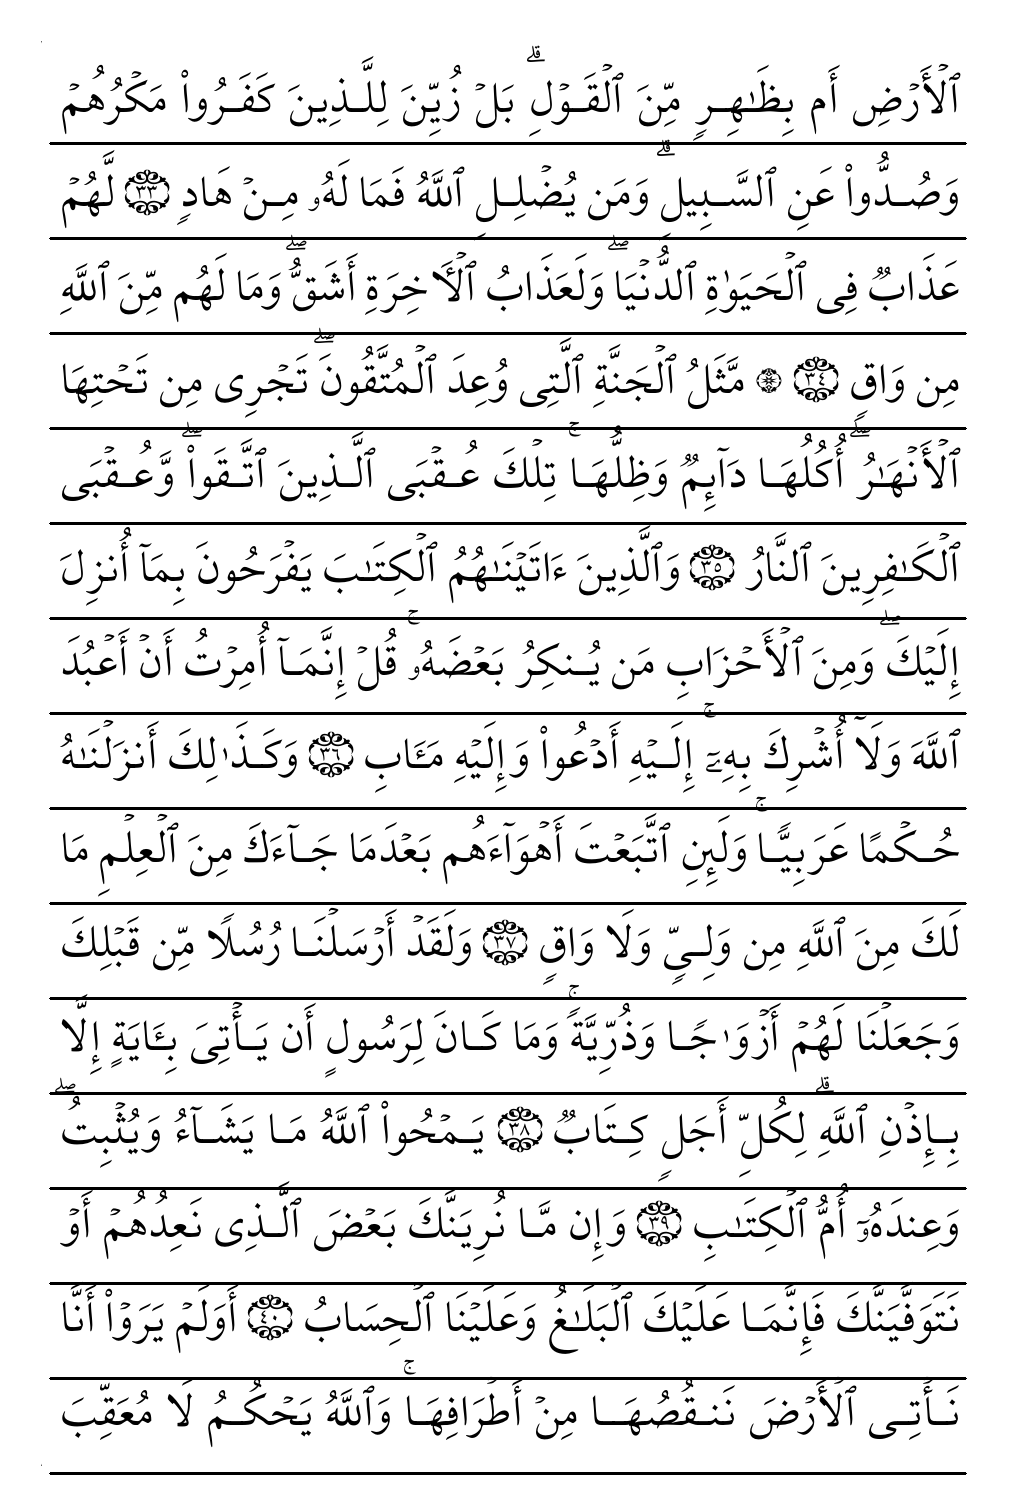 ٱلۡأَرۡضِ أَم بِظَٰهِرٖ مِّنَ ٱلۡقَوۡلِۗ بَلۡ زُيِّنَ لِلَّذِينَ كَفَرُواْ مَكۡرُهُمۡ
وَصُدُّواْ عَنِ ٱلسَّبِيلِۗ وَمَن يُضۡلِلِ ٱللَّهُ فَمَا لَهُۥ مِنۡ هَادٖ ٣٣ لَّهُمۡ
عَذَابٞ فِي ٱلۡحَيَوٰةِ ٱلدُّنۡيَاۖ وَلَعَذَابُ ٱلۡأٓخِرَةِ أَشَقُّۖ وَمَا لَهُم مِّنَ ٱللَّهِ
مِن وَاقٖ ٣٤ ۞ مَّثَلُ ٱلۡجَنَّةِ ٱلَّتِي وُعِدَ ٱلۡمُتَّقُونَۖ تَجۡرِي مِن تَحۡتِهَا
ٱلۡأَنۡهَٰرُۖ أُكُلُهَا دَآئِمٞ وَظِلُّهَاۚ تِلۡكَ عُقۡبَى ٱلَّذِينَ ٱتَّقَواْۖ وَّعُقۡبَى
ٱلۡكَٰفِرِينَ ٱلنَّارُ ٣٥ وَٱلَّذِينَ ءَاتَيۡنَٰهُمُ ٱلۡكِتَٰبَ يَفۡرَحُونَ بِمَآ أُنزِلَ
إِلَيۡكَۖ وَمِنَ ٱلۡأَحۡزَابِ مَن يُنكِرُ بَعۡضَهُۥۚ قُلۡ إِنَّمَآ أُمِرۡتُ أَنۡ أَعۡبُدَ
ٱللَّهَ وَلَآ أُشۡرِكَ بِهِۦٓۚ إِلَيۡهِ أَدۡعُواْ وَإِلَيۡهِ مَـَٔابِ ٣٦ وَكَذَٰلِكَ أَنزَلۡنَٰهُ
حُكۡمًا عَرَبِيّٗاۚ وَلَئِنِ ٱتَّبَعۡتَ أَهۡوَآءَهُم بَعۡدَمَا جَآءَكَ مِنَ ٱلۡعِلۡمِ مَا
لَكَ مِنَ ٱللَّهِ مِن وَلِيّٖ وَلَا وَاقٖ ٣٧ وَلَقَدۡ أَرۡسَلۡنَا رُسُلٗا مِّن قَبۡلِكَ
وَجَعَلۡنَا لَهُمۡ أَزۡوَٰجٗا وَذُرِّيَّةٗۚ وَمَا كَانَ لِرَسُولٍ أَن يَأۡتِيَ بِـَٔايَةٍ إِلَّا
بِإِذۡنِ ٱللَّهِۗ لِكُلِّ أَجَلٖ كِتَابٞ ٣٨ يَمۡحُواْ ٱللَّهُ مَا يَشَآءُ وَيُثۡبِتُۖ
وَعِندَهُۥٓ أُمُّ ٱلۡكِتَٰبِ ٣٩ وَإِن مَّا نُرِيَنَّكَ بَعۡضَ ٱلَّذِي نَعِدُهُمۡ أَوۡ
نَتَوَفَّيَنَّكَ فَإِنَّمَا عَلَيۡكَ ٱلۡبَلَٰغُ وَعَلَيۡنَا ٱلۡحِسَابُ ٤٠ أَوَلَمۡ يَرَوۡاْ أَنَّا
نَأۡتِي ٱلۡأَرۡضَ نَنقُصُهَا مِنۡ أَطۡرَافِهَاۚ وَٱللَّهُ يَحۡكُمُ لَا مُعَقِّبَ